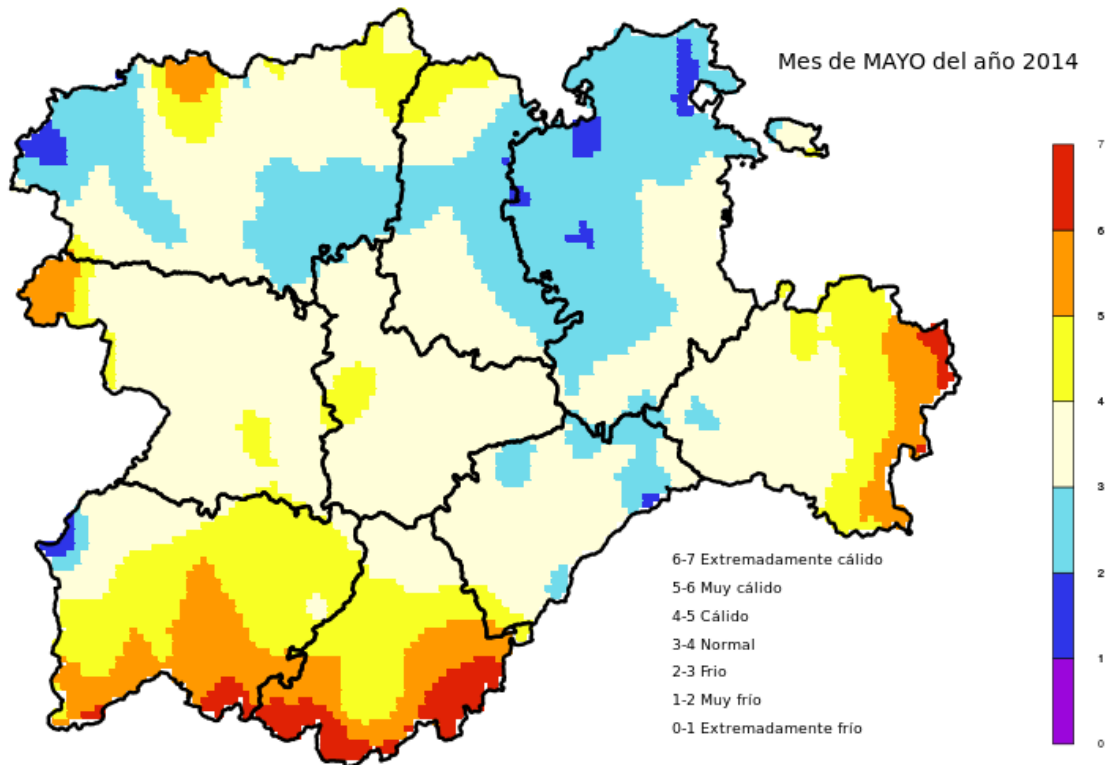 Mes de MAYO del año 2014
7
6
5
4
3
2
1
0
6-7 Extremadamente cálido
5-6 Muy cálido
4-5 Cálido
3-4 Normal
2-3 Frio
1-2 Muy frío
0-1 Extremadamente frío